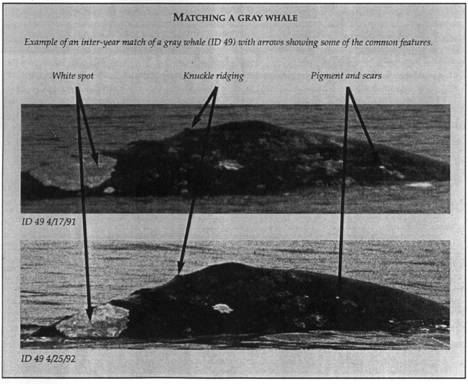 MATCHING A GRAY WHALE
Example of an inter-year match of a gray whale (ID 49) with arrows showing some of the common features.
White spot Knuckle ridging Pigment and scars
ID 49 4/17/91
ID 49 4/25/92